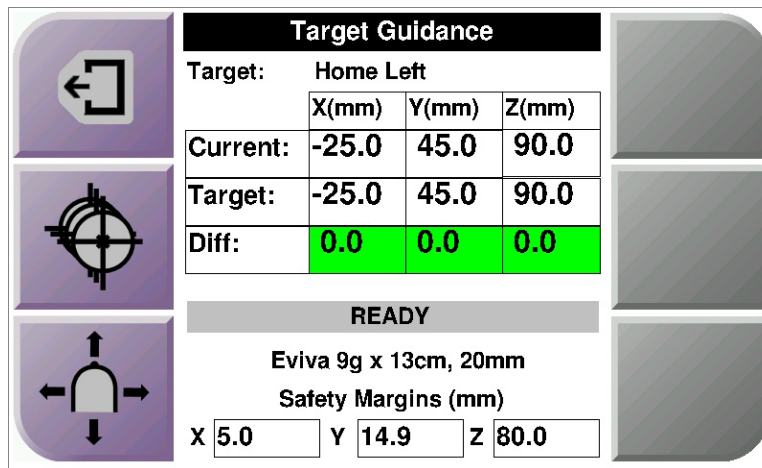 Target Guidance
Target: Home Left
X(mm) Y(mm) Z(mm)
Current: -25.0 45.0 90.0
Target: -25.0 45.0 90.0
Diff: 0.0 0.0 0.0
READY
Eviva 9g x 13cm, 20mm
Safety Margins (mm)
X 5.0 Y 14.9 Z 80.0